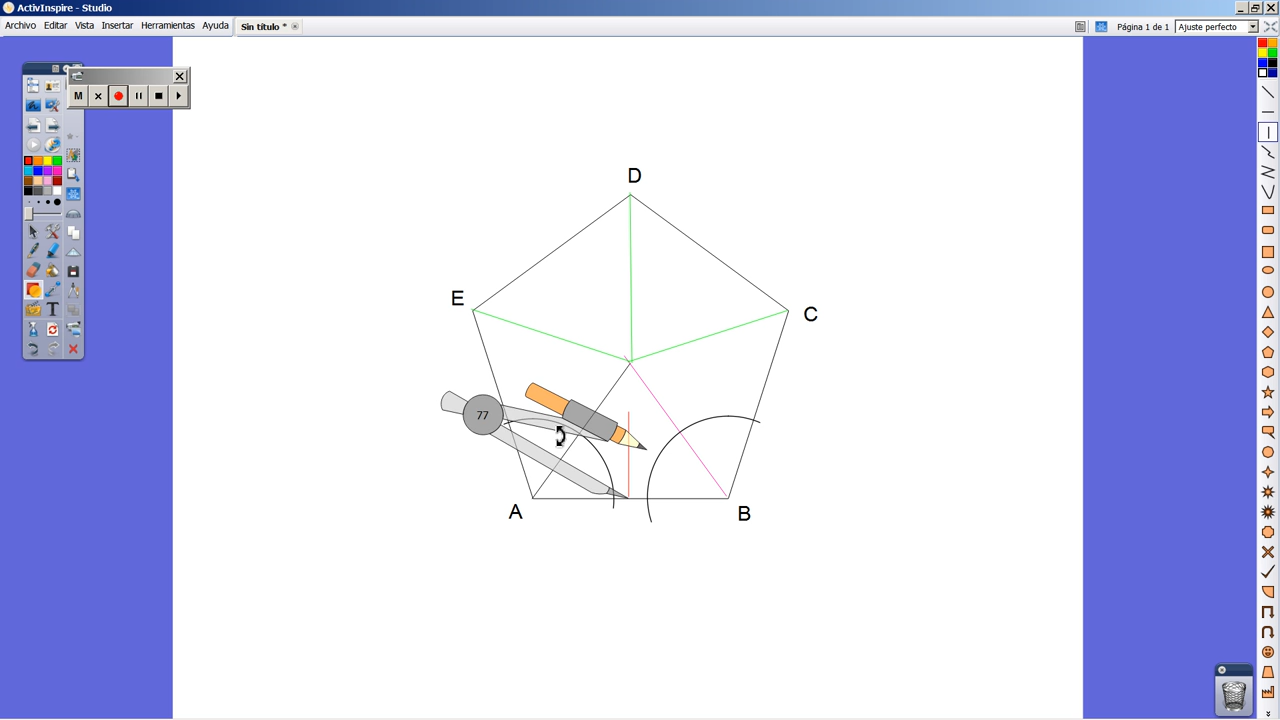 ActivInspire - Studio
Archivo Editar Vista Insertar Herramientas Ayuda Sin título * Página 1 de 1 Ajuste perfecto
M
D
E
C
77
A
B
T